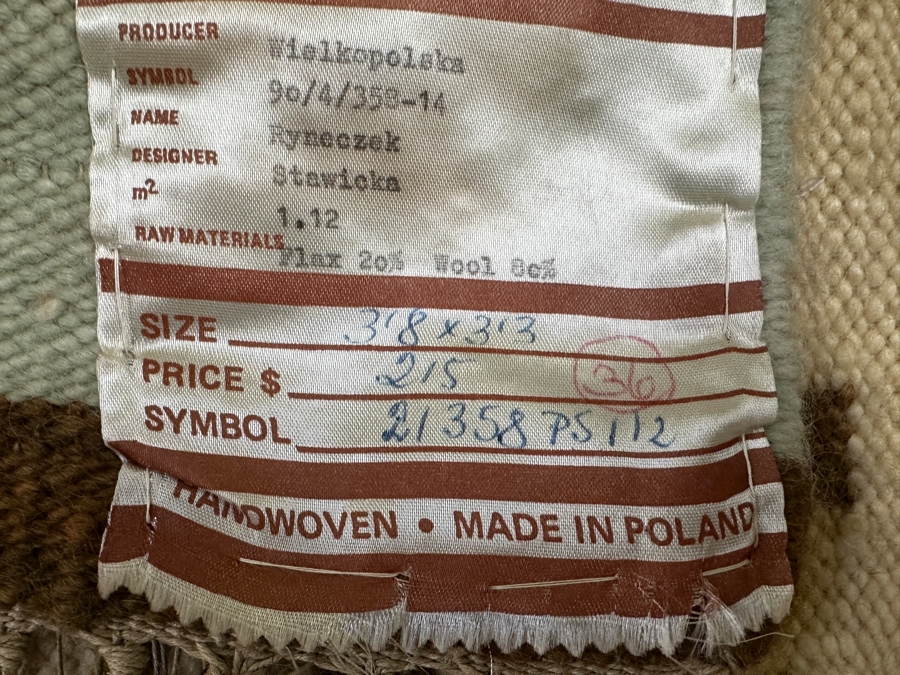 PRODUCER Wielkopolska
SYMBOL 90/4/358-14
NAME Ryneczek
DESIGNER Stawicka
m² 1.12
RAW MATERIALS Flax 20% Wool 80%
SIZE 3'8 x 3'3
PRICE $ 215 36
SYMBOL 21358 PS 112
HANDWOVEN • MADE IN POLAND